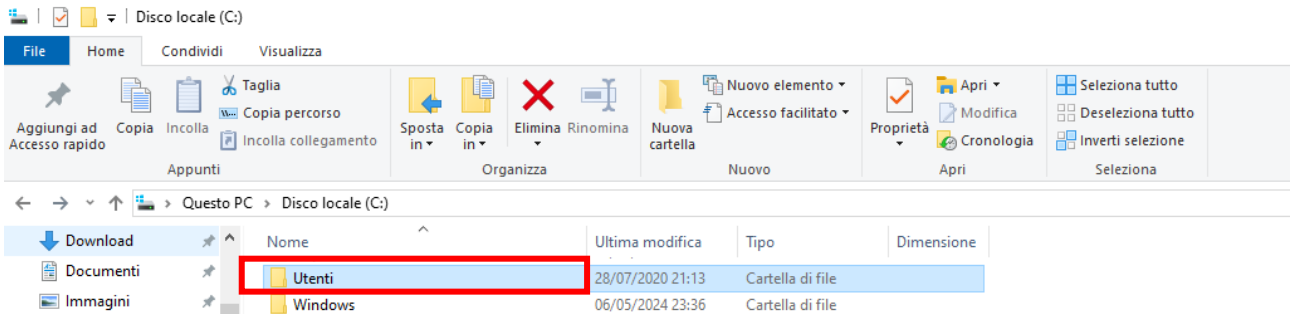 Disco locale (C:)
File Home Condividi Visualizza
Aggiungi ad
Accesso rapido
Copia
Incolla
Taglia
Copia percorso
Incolla collegamento
Appunti
Sposta
in
Copia
in
Elimina
Rinomina
Organizza
Nuova
cartella
Nuovo elemento
Accesso facilitato
Nuovo
Proprietà
Apri
Modifica
Cronologia
Apri
Seleziona tutto
Deseleziona tutto
Inverti selezione
Seleziona
Questo PC > Disco locale (C:)
Download
Documenti
Immagini
Nome Ultima modifica Tipo Dimensione
Utenti 28/07/2020 21:13 Cartella di file
Windows 06/05/2024 23:36 Cartella di file